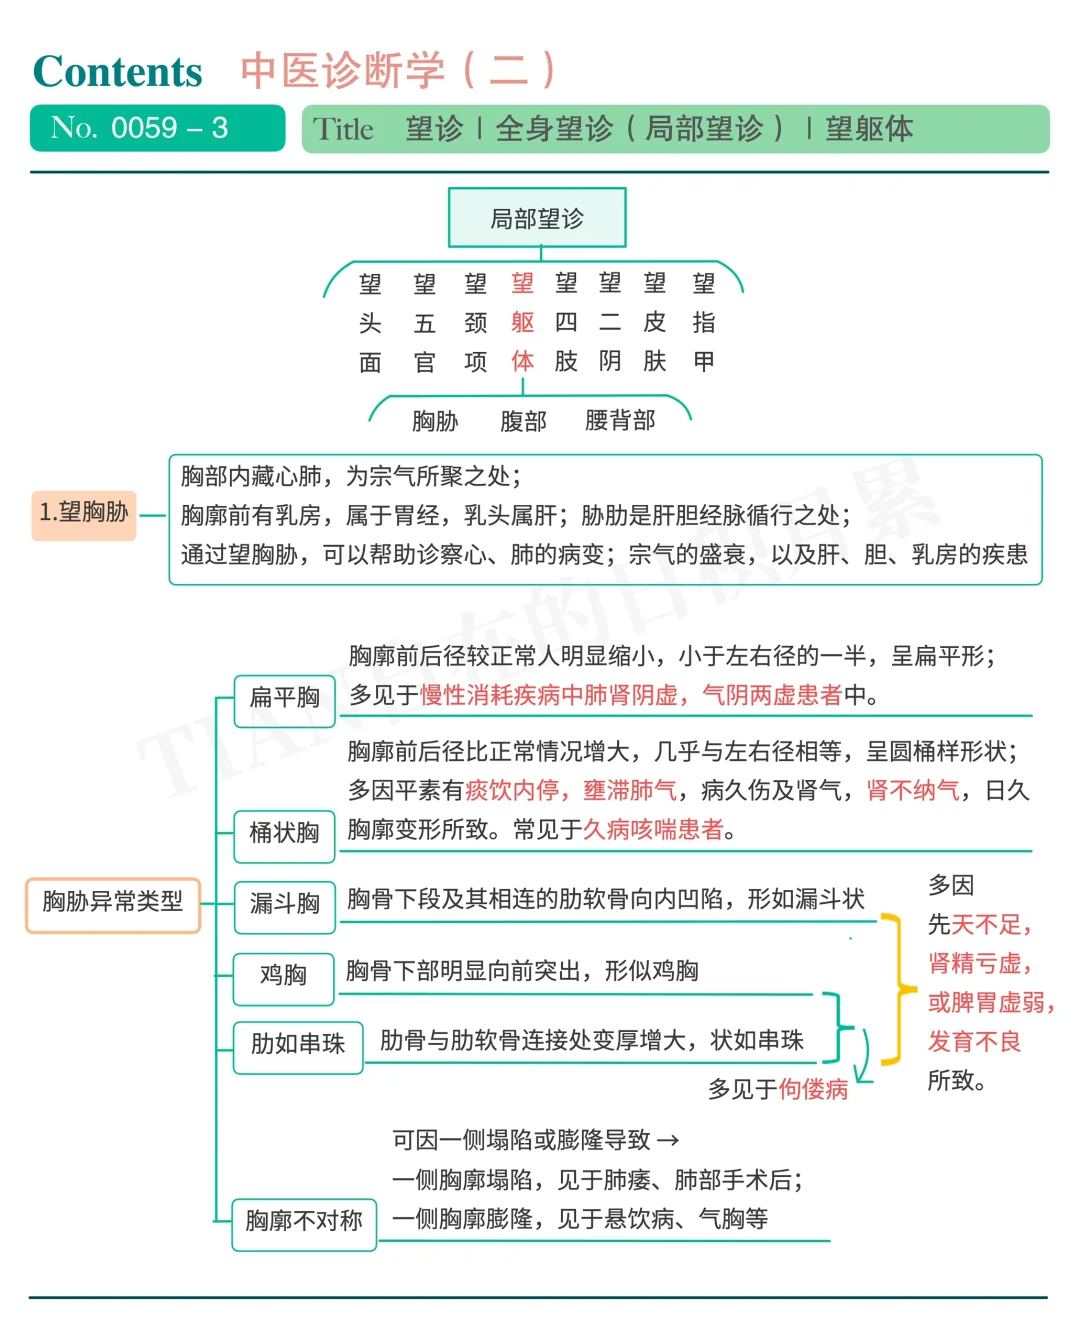 Contents 中医诊断学（二）
No. 0059 – 3
Title 望诊 | 全身望诊（局部望诊）| 望躯体
局部望诊
望头面 望五官 望颈项 望躯体 望四肢 望二阴 望皮肤 望指甲
胸胁 腹部 腰背部
1.望胸胁
胸部内藏心肺，为宗气所聚之处；
胸廓前有乳房，属于胃经，乳头属肝；胁肋是肝胆经脉循行之处；
通过望胸胁，可以帮助诊察心、肺的病变；宗气的盛衰，以及肝、胆、乳房的疾患
胸胁异常类型
扁平胸
胸廓前后径较正常人明显缩小，小于左右径的一半，呈扁平形；
多见于慢性消耗疾病中肺肾阴虚，气阴两虚患者中。
桶状胸
胸廓前后径比正常情况增大，几乎与左右径相等，呈圆桶样形状；
多因平素有痰饮内停，壅滞肺气，病久伤及肾气，肾不纳气，日久
胸廓变形所致。常见于久病咳喘患者。
漏斗胸
胸骨下段及其相连的肋软骨向内凹陷，形如漏斗状
鸡胸
胸骨下部明显向前突出，形似鸡胸
肋如串珠
肋骨与肋软骨连接处变厚增大，状如串珠
多见于佝偻病
多因
先天不足，
肾精亏虚，
或脾胃虚弱，
发育不良
所致。
胸廓不对称
可因一侧塌陷或膨隆导致 →
一侧胸廓塌陷，见于肺痿、肺部手术后；
一侧胸廓膨隆，见于悬饮病、气胸等
TIAN自在的日积月累